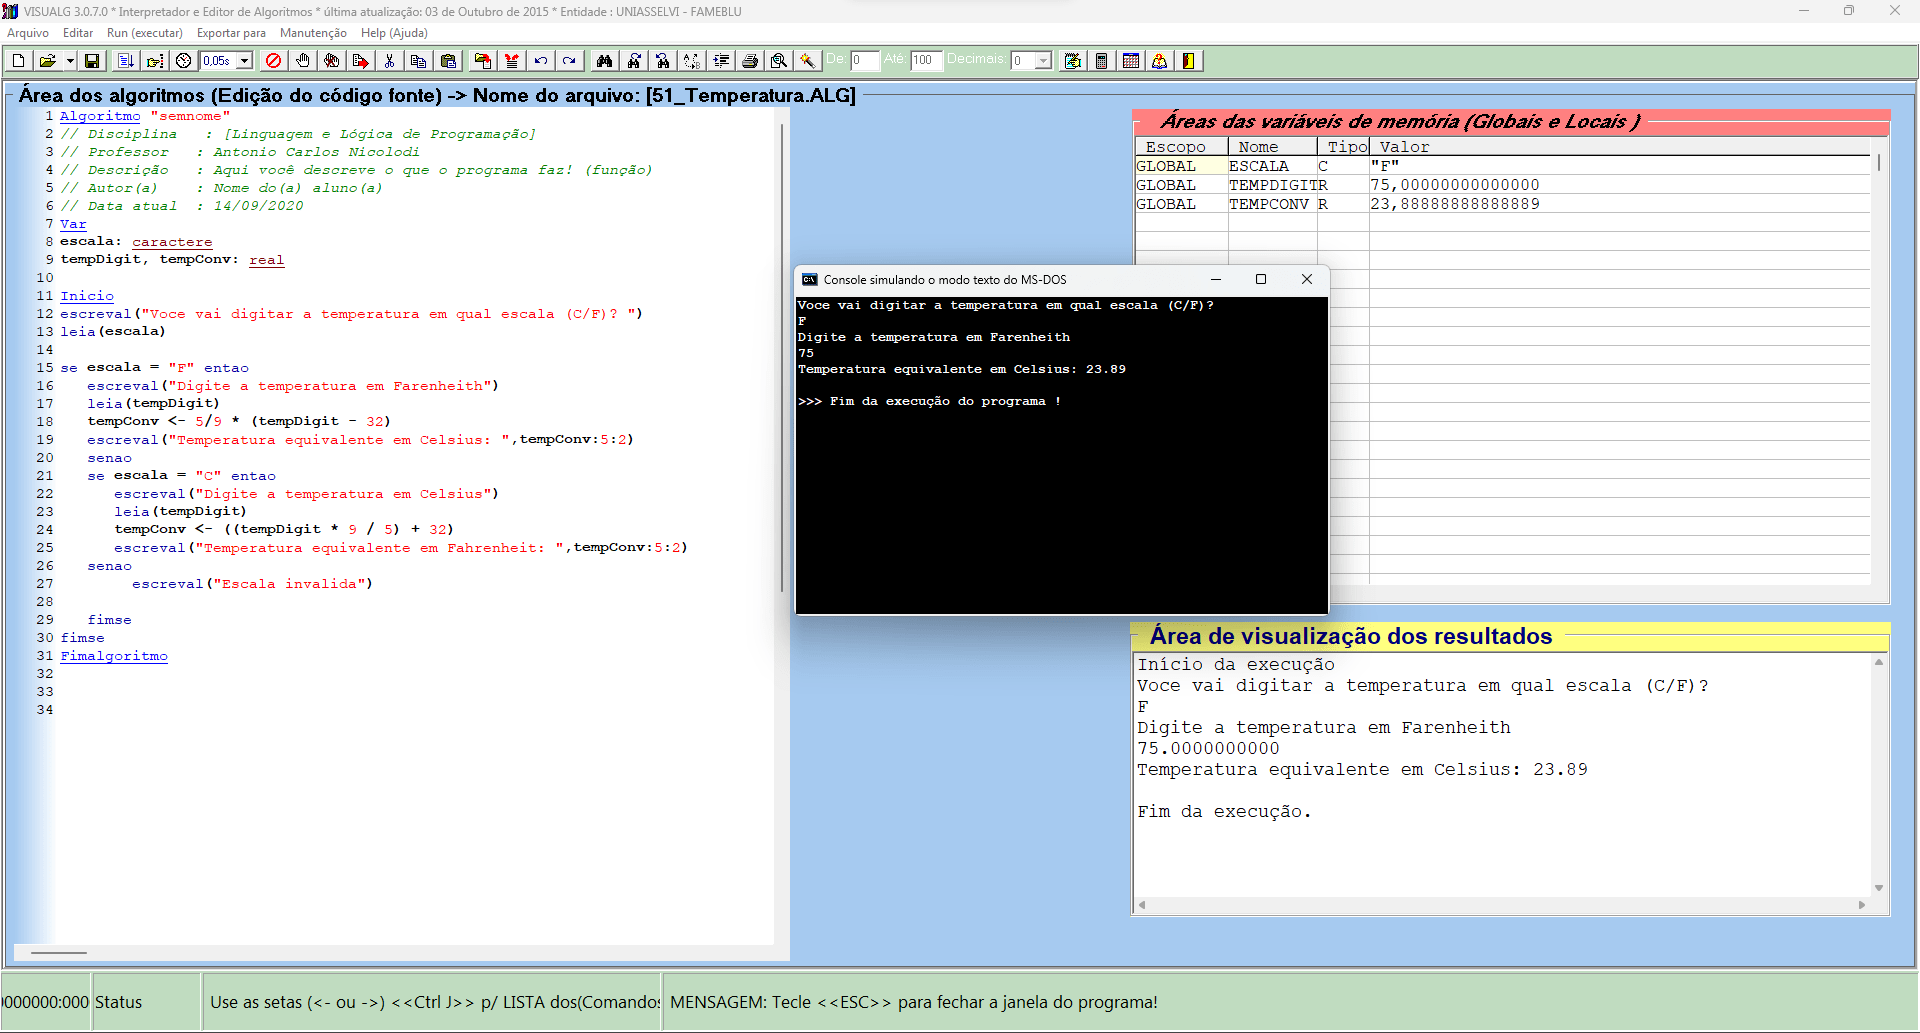 VISUALG 3.0.7.0 * Interpretador e Editor de Algoritmos * última atualização: 03 de Outubro de 2015 * Entidade : UNIASSELVI - FAMEBLU
Arquivo Editar Run (executar) Exportar para Manutenção Help (Ajuda)
0,05s De: 0 Até: 100 Decimais: 0
Área dos algoritmos (Edição do código fonte) -> Nome do arquivo: [51_Temperatura.ALG]
1 Algoritmo "semnome"
2 // Disciplina : [Linguagem e Lógica de Programação]
3 // Professor : Antonio Carlos Nicolodi
4 // Descrição : Aqui você descreve o que o programa faz! (função)
5 // Autor(a) : Nome do(a) aluno(a)
6 // Data atual : 14/09/2020
7 Var
8 escala: caractere
9 tempDigit, tempConv: real
10
11 Inicio
12 escreval("Voce vai digitar a temperatura em qual escala (C/F)? ")
13 leia(escala)
14
15 se escala = "F" entao
16 escreval("Digite a temperatura em Farenheith")
17 leia(tempDigit)
18 tempConv <- 5/9 * (tempDigit - 32)
19 escreval("Temperatura equivalente em Celsius: ",tempConv:5:2)
20 senao
21 se escala = "C" entao
22 escreval("Digite a temperatura em Celsius")
23 leia(tempDigit)
24 tempConv <- ((tempDigit * 9 / 5) + 32)
25 escreval("Temperatura equivalente em Fahrenheit: ",tempConv:5:2)
26 senao
27 escreval("Escala invalida")
28
29 fimse
30 fimse
31 Fimalgoritmo
32
33
34
Console simulando o modo texto do MS-DOS
Voce vai digitar a temperatura em qual escala (C/F)?
F
Digite a temperatura em Farenheith
75
Temperatura equivalente em Celsius: 23.89
>>> Fim da execução do programa !
Áreas das variáveis de memória (Globais e Locais )
Escopo Nome Tipo Valor
GLOBAL ESCALA C "F"
GLOBAL TEMPDIGIT R 75,00000000000000
GLOBAL TEMPCONV R 23,88888888888889
Área de visualização dos resultados
Início da execução
Voce vai digitar a temperatura em qual escala (C/F)?
F
Digite a temperatura em Farenheith
75.0000000000
Temperatura equivalente em Celsius: 23.89
Fim da execução.
0000000:000 Status Use as setas (<- ou ->) <<Ctrl J>> p/ LISTA dos(Comandos MENSAGEM: Tecle <<ESC>> para fechar a janela do programa!